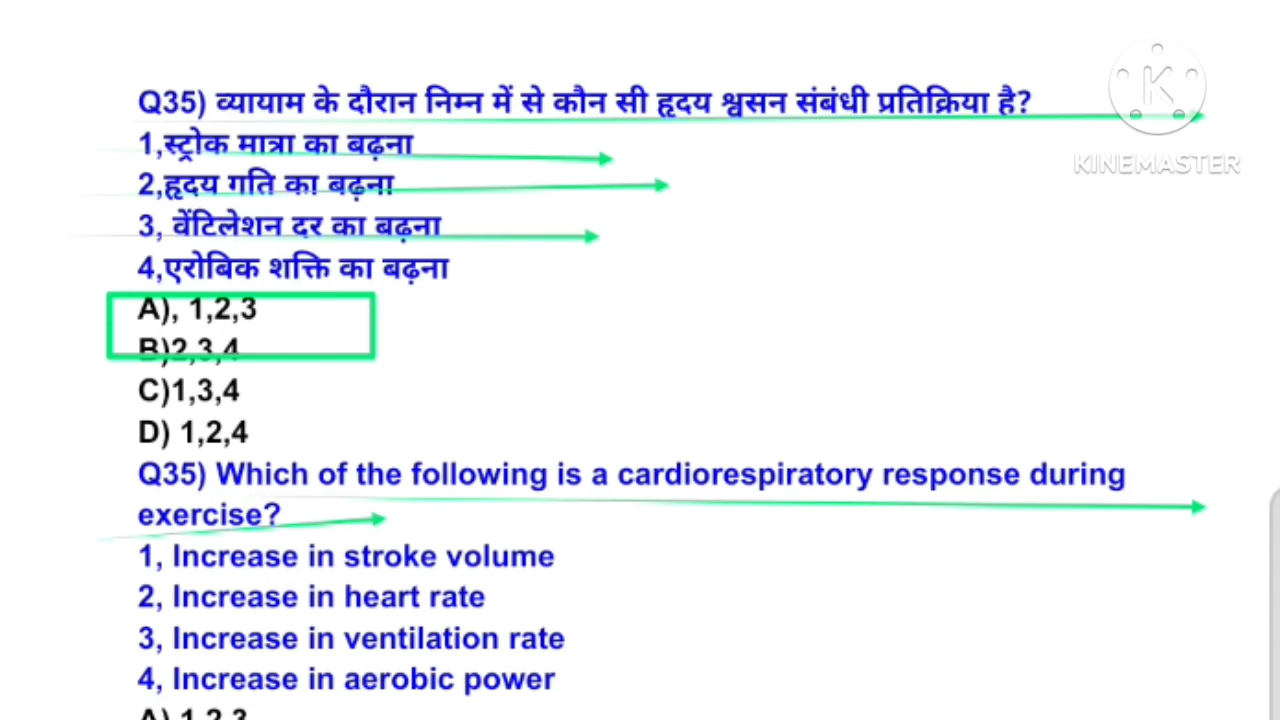 Q35) व्यायाम के दौरान निम्न में से कौन सी हृदय श्वसन संबंधी प्रतिक्रिया है?
1,स्ट्रोक मात्रा का बढ़ना
2,हृदय गति का बढ़ना
3, वेंटिलेशन दर का बढ़ना
4,एरोबिक शक्ति का बढ़ना
A), 1,2,3
B)2,3,4
C)1,3,4
D) 1,2,4
Q35) Which of the following is a cardiorespiratory response during
exercise?
1, Increase in stroke volume
2, Increase in heart rate
3, Increase in ventilation rate
4, Increase in aerobic power
A) 1,2,3
K
KINEMASTER